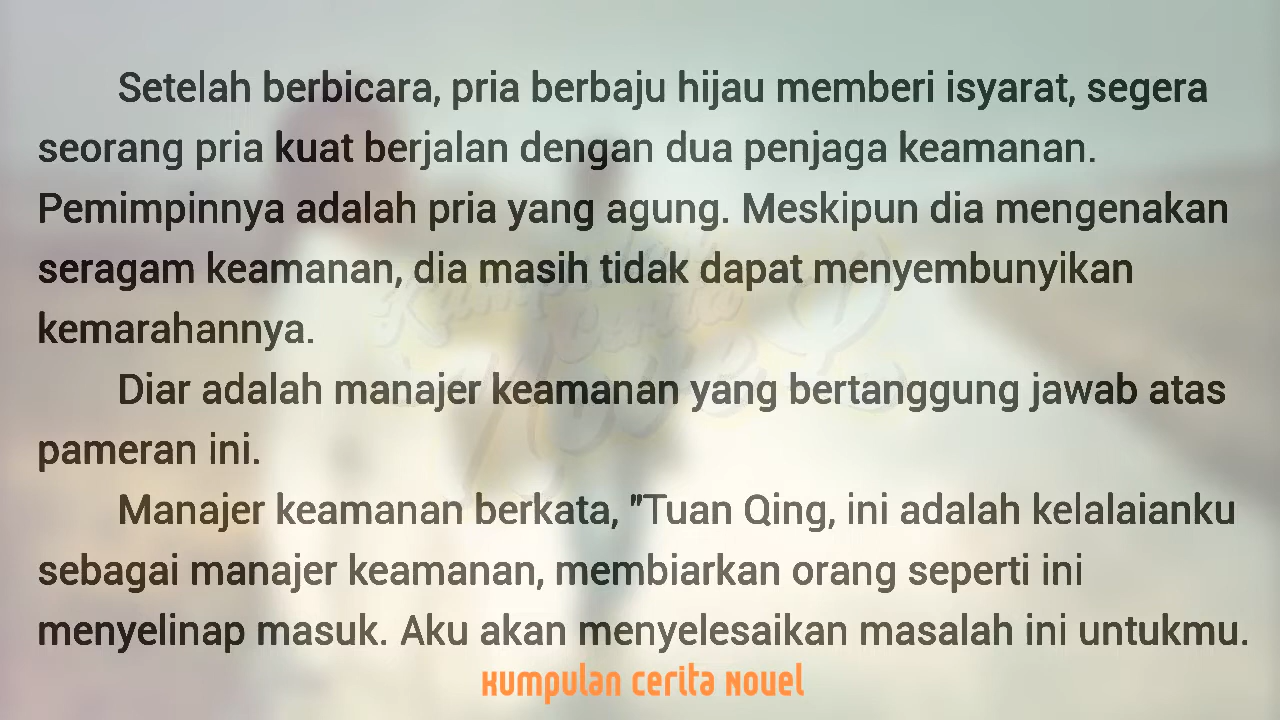 Setelah berbicara, pria berbaju hijau memberi isyarat, segera
seorang pria kuat berjalan dengan dua penjaga keamanan.
Pemimpinnya adalah pria yang agung. Meskipun dia mengenakan
seragam keamanan, dia masih tidak dapat menyembunyikan
kemarahannya.
Diar adalah manajer keamanan yang bertanggung jawab atas
pameran ini.
Manajer keamanan berkata, "Tuan Qing, ini adalah kelalaianku
sebagai manajer keamanan, membiarkan orang seperti ini
menyelinap masuk. Aku akan menyelesaikan masalah ini untukmu.
Kumpulan Cerita Novel